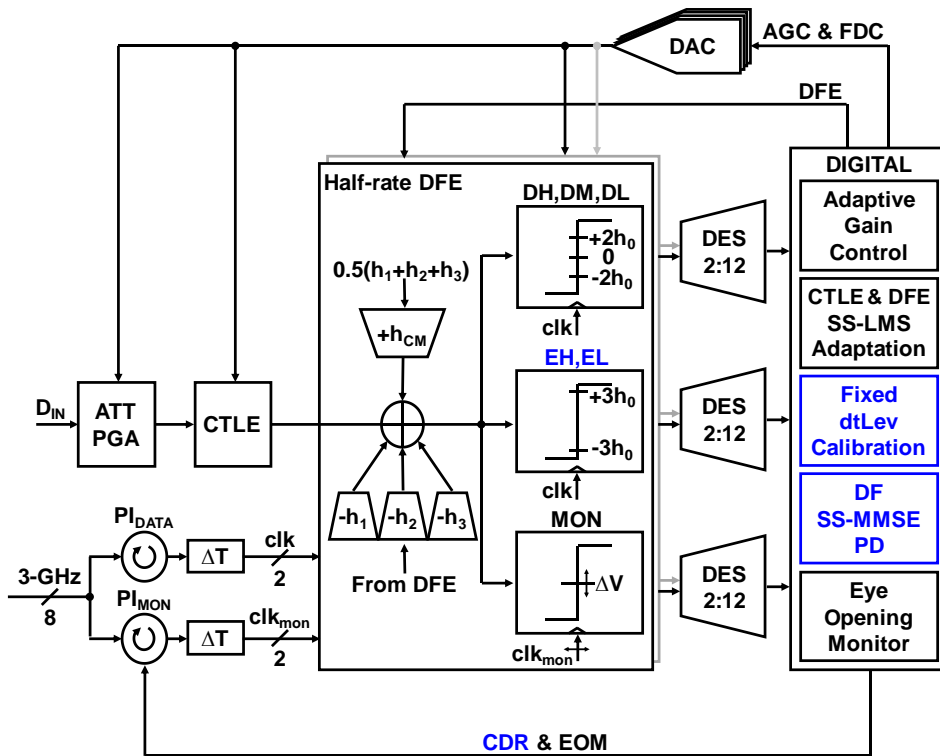 DAC
AGC & FDC
DFE
Half-rate DFE
DH,DM,DL
+2h0
0
-2h0
clk
0.5(h1+h2+h3)
+hCM
EH,EL
+3h0
-3h0
clk
DIN
ATT
PGA
CTLE
-h1
-h2
-h3
From DFE
MON
ΔV
clkmon
PIDATA
ΔT
clk
2
3-GHz
8
PIMON
ΔT
clkmon
2
DES
2:12
DES
2:12
DES
2:12
DIGITAL
Adaptive
Gain
Control
CTLE & DFE
SS-LMS
Adaptation
Fixed
dtLev
Calibration
DF
SS-MMSE
PD
Eye
Opening
Monitor
CDR & EOM